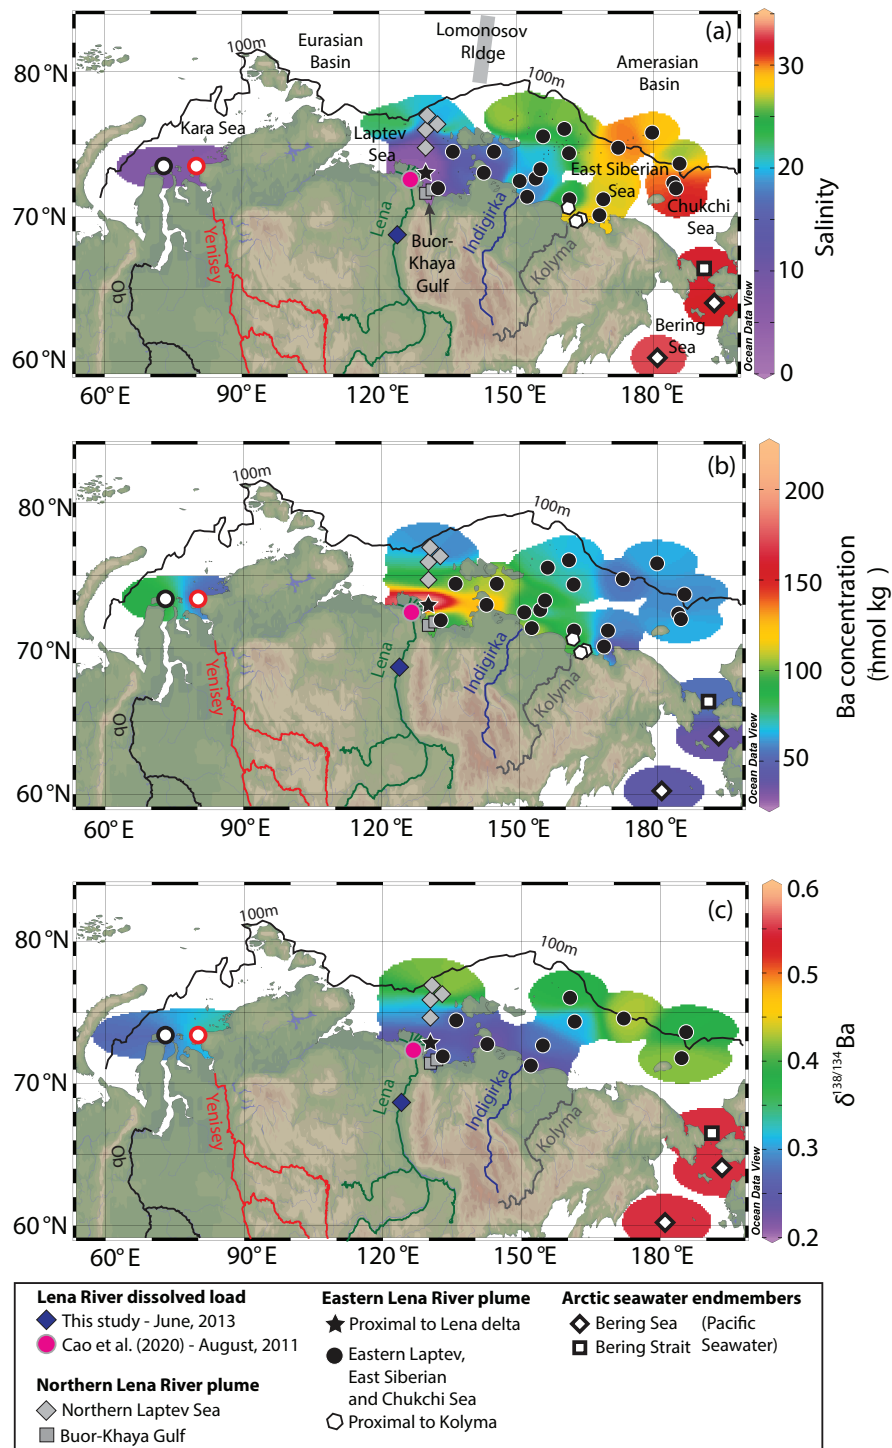 (a)
100m
Eurasian
Basin
Lomonosov
RIdge
Amerasian
Basin
100m
80°N
70°N
60°N
Kara Sea
Laptev
Sea
East Siberian
Sea
Chukchi
Sea
Bering
Sea
Buor-
Khaya
Gulf
Ob
Yenisey
Lena
Indigirka
Kolyma
Ocean Data View
60°E
90°E
120°E
150°E
180°E
30
20
10
0
Salinity
(b)
100m
100m
80°N
70°N
60°N
Ob
Yenisey
Lena
Indigirka
Kolyma
Ocean Data View
60°E
90°E
120°E
150°E
180°E
200
150
100
50
Ba concentration
(nmol kg )
(c)
100m
100m
80°N
70°N
60°N
Ob
Yenisey
Lena
Indigirka
Kolyma
Ocean Data View
60°E
90°E
120°E
150°E
180°E
0.6
0.5
0.4
0.3
0.2
δ138/134Ba
Lena River dissolved load
This study - June, 2013
Cao et al. (2020) - August, 2011
Northern Lena River plume
Northern Laptev Sea
Buor-Khaya Gulf
Eastern Lena River plume
Proximal to Lena delta
Eastern Laptev,
East Siberian
and Chukchi Sea
Proximal to Kolyma
Arctic seawater endmembers
Bering Sea (Pacific
Bering Strait Seawater)